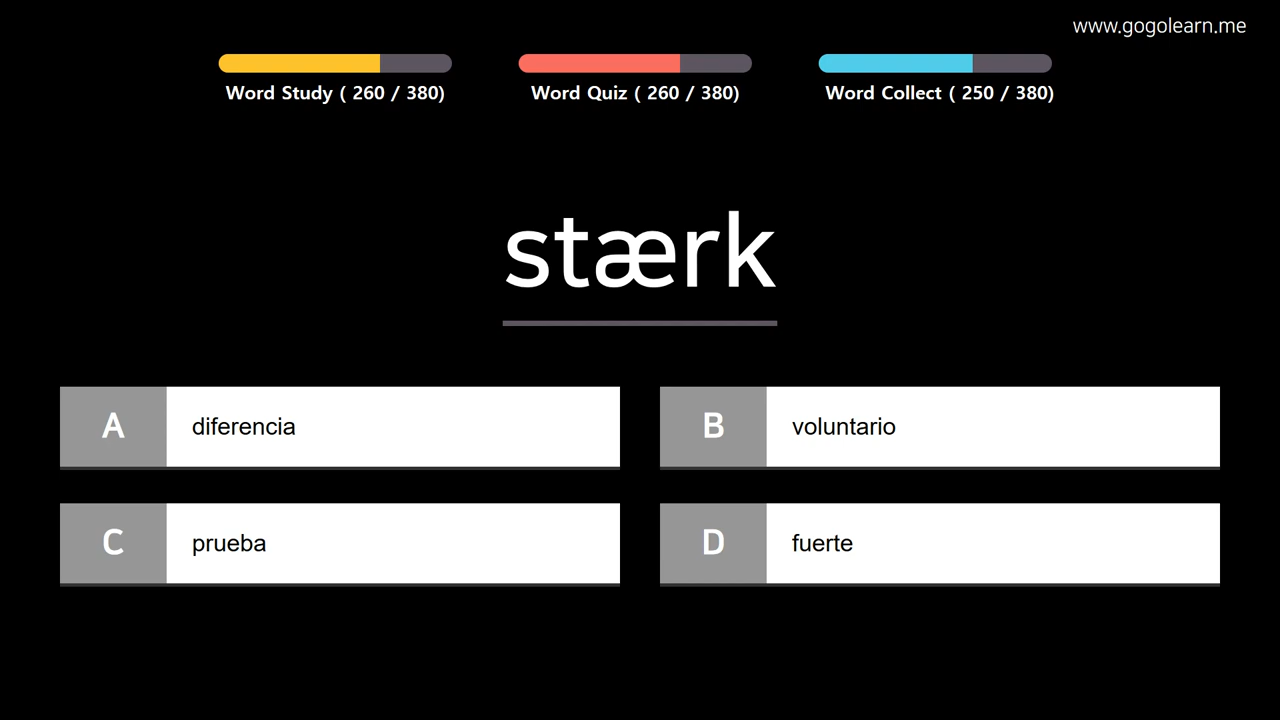 www.gogolearn.me
Word Study ( 260 / 380)
Word Quiz ( 260 / 380)
Word Collect ( 250 / 380)
stærk
A diferencia
B voluntario
C prueba
D fuerte